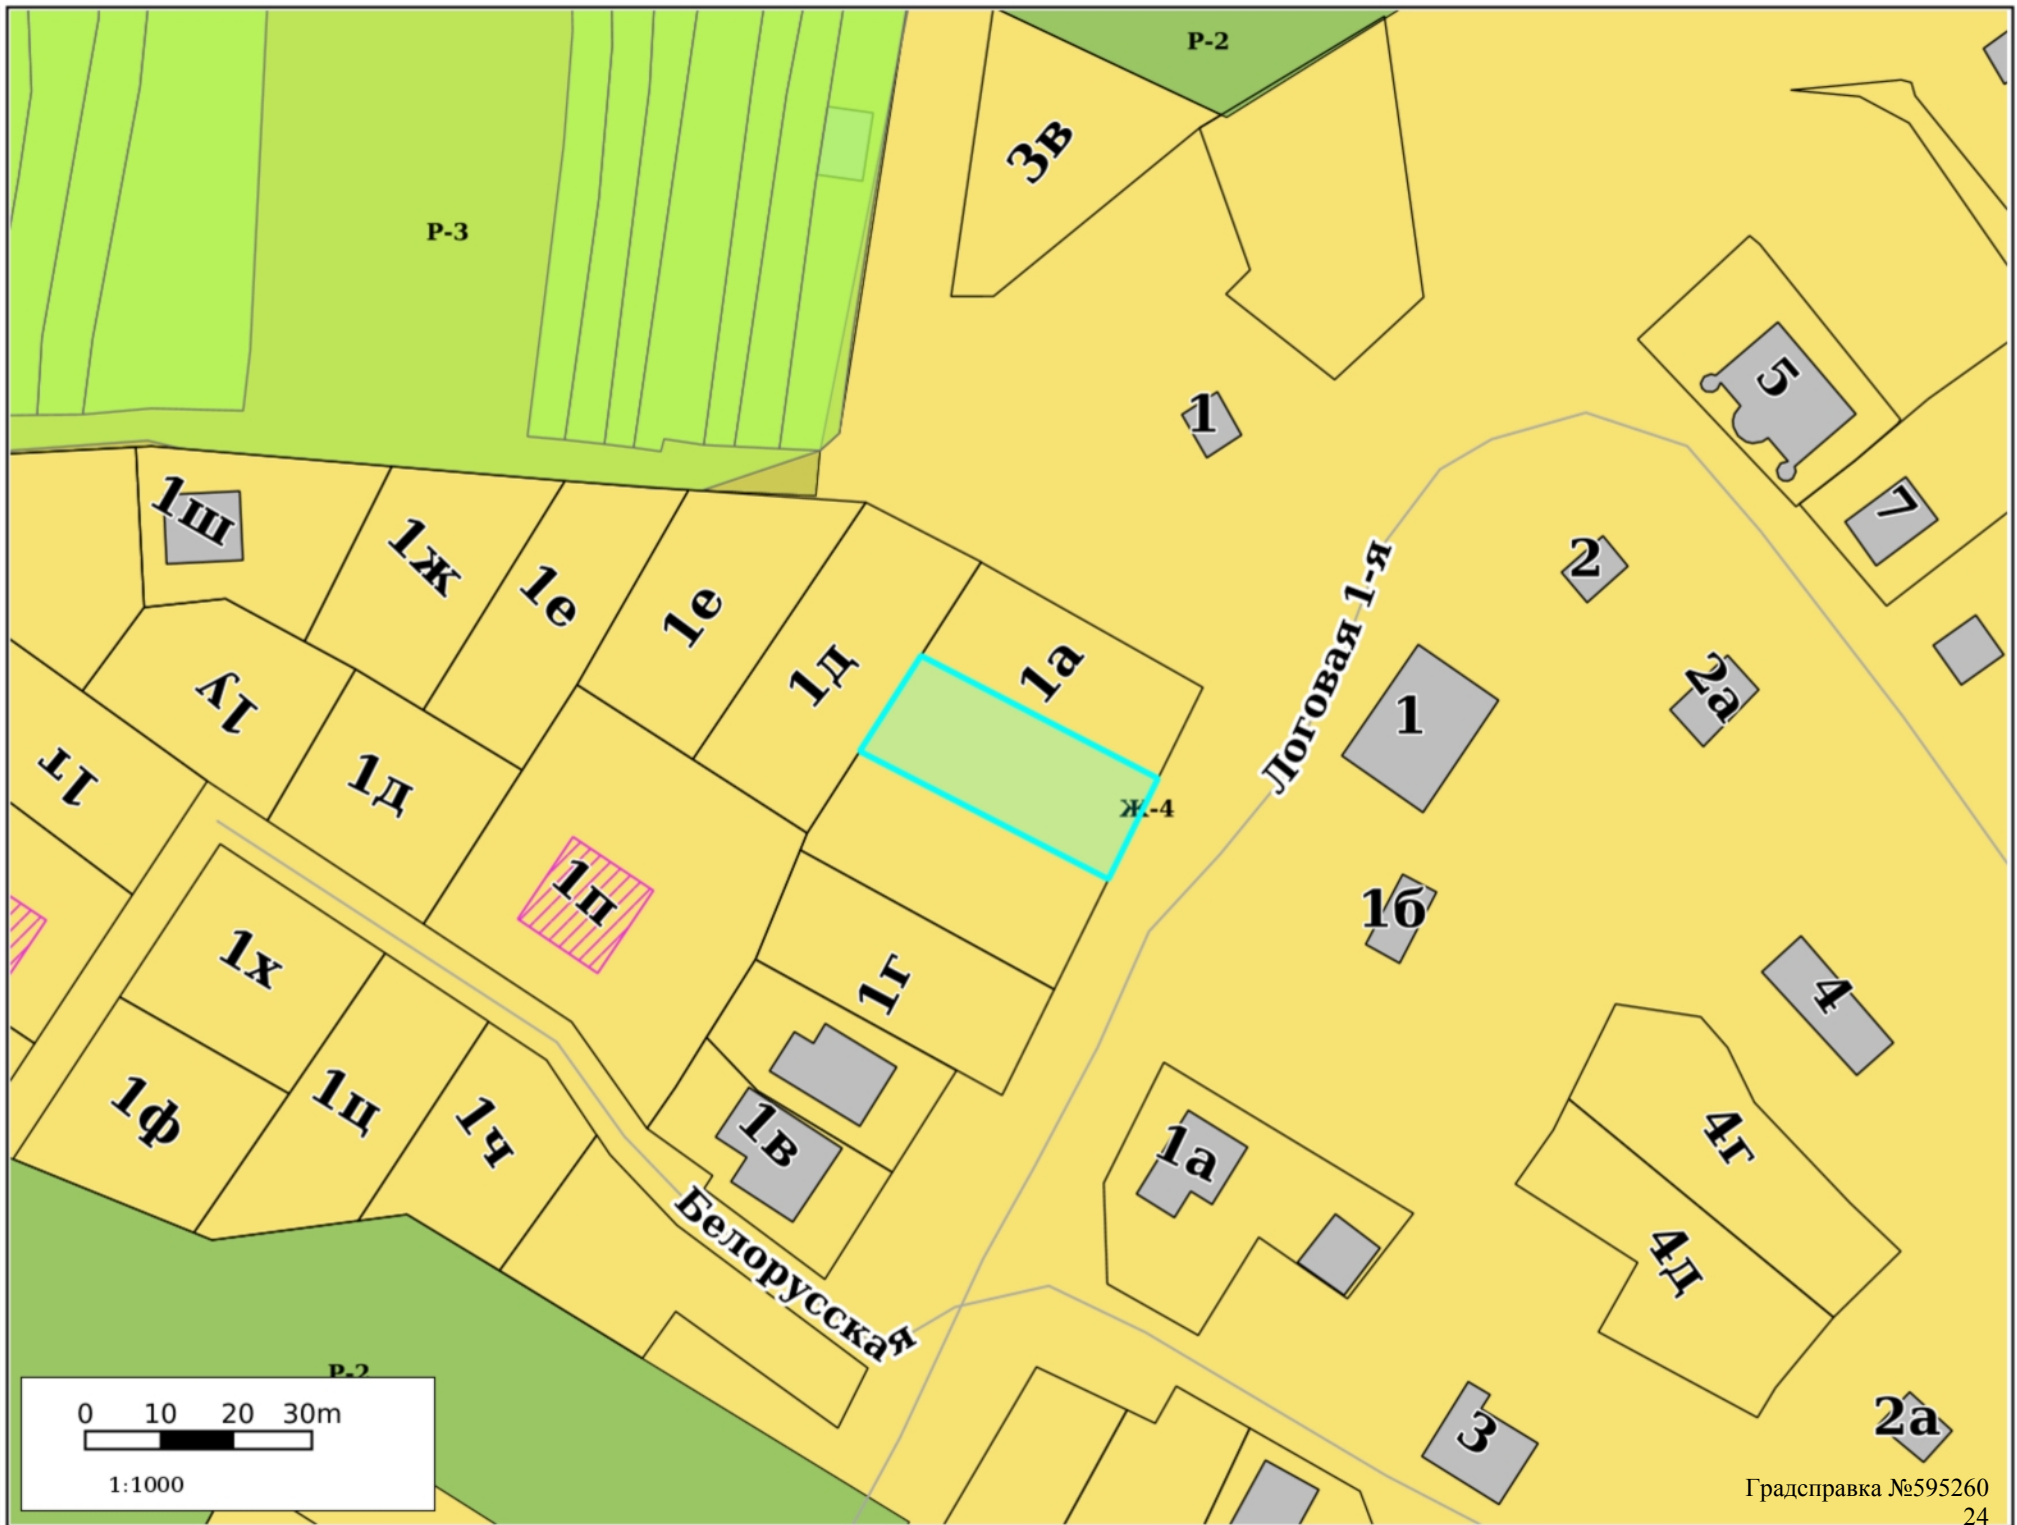 Р-2
3в
Р-3
5
1
7
1ш
1ж
1е
1е
2
Логовая 1-я
1д
1а
2а
1у
1
1т
1д
Ж-4
1п
1б
1х
1г
4
1ф
1ц
1ч
1в
1а
4г
4д
Белорусская
Р-2
0 10 20 30m
1:1000
3
2а
Градсправка №595260
24